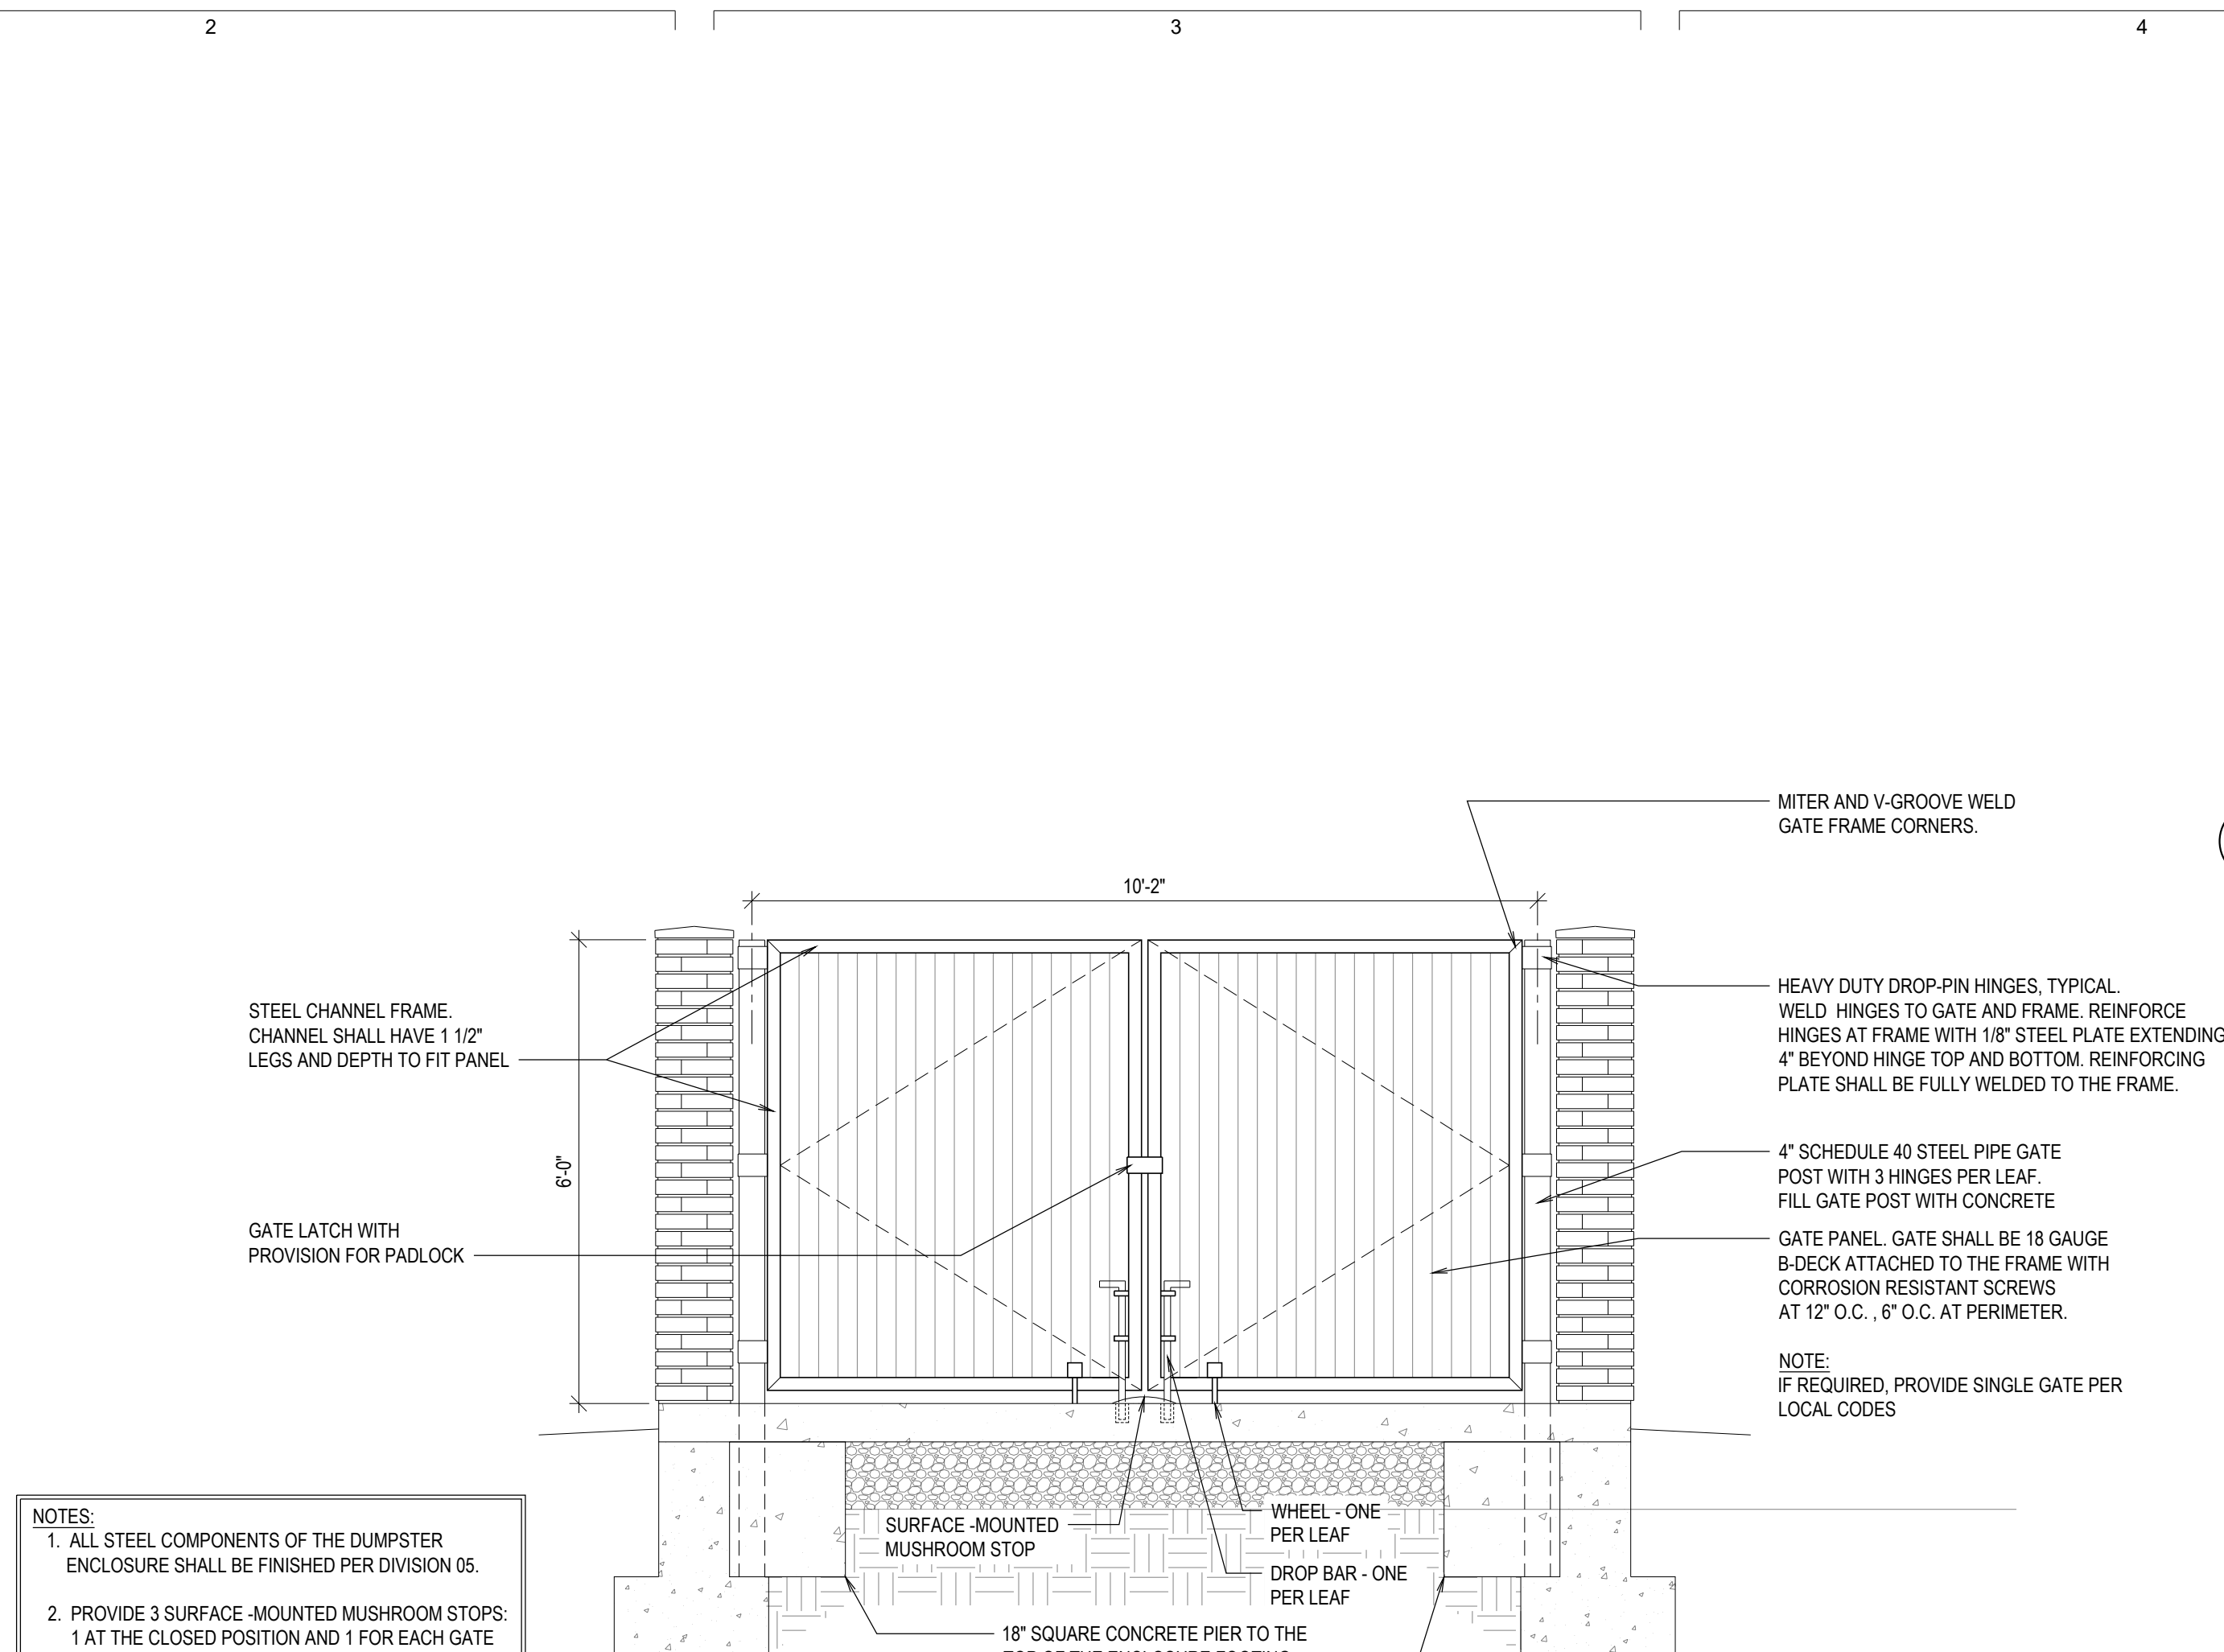 2
3
4
MITER AND V-GROOVE WELD
GATE FRAME CORNERS.
10'-2"
HEAVY DUTY DROP-PIN HINGES, TYPICAL.
WELD HINGES TO GATE AND FRAME. REINFORCE
HINGES AT FRAME WITH 1/8" STEEL PLATE EXTENDING
4" BEYOND HINGE TOP AND BOTTOM. REINFORCING
PLATE SHALL BE FULLY WELDED TO THE FRAME.
STEEL CHANNEL FRAME.
CHANNEL SHALL HAVE 1 1/2"
LEGS AND DEPTH TO FIT PANEL
6'-0"
4" SCHEDULE 40 STEEL PIPE GATE
POST WITH 3 HINGES PER LEAF.
FILL GATE POST WITH CONCRETE
GATE LATCH WITH
PROVISION FOR PADLOCK
GATE PANEL. GATE SHALL BE 18 GAUGE
B-DECK ATTACHED TO THE FRAME WITH
CORROSION RESISTANT SCREWS
AT 12" O.C. , 6" O.C. AT PERIMETER.
NOTE:
IF REQUIRED, PROVIDE SINGLE GATE PER
LOCAL CODES
NOTES:
1. ALL STEEL COMPONENTS OF THE DUMPSTER
ENCLOSURE SHALL BE FINISHED PER DIVISION 05.
2. PROVIDE 3 SURFACE -MOUNTED MUSHROOM STOPS:
1 AT THE CLOSED POSITION AND 1 FOR EACH GATE
SURFACE -MOUNTED
MUSHROOM STOP
WHEEL - ONE
PER LEAF
DROP BAR - ONE
PER LEAF
18" SQUARE CONCRETE PIER TO THE
TOP OF THE ENCLOSURE FOOTING